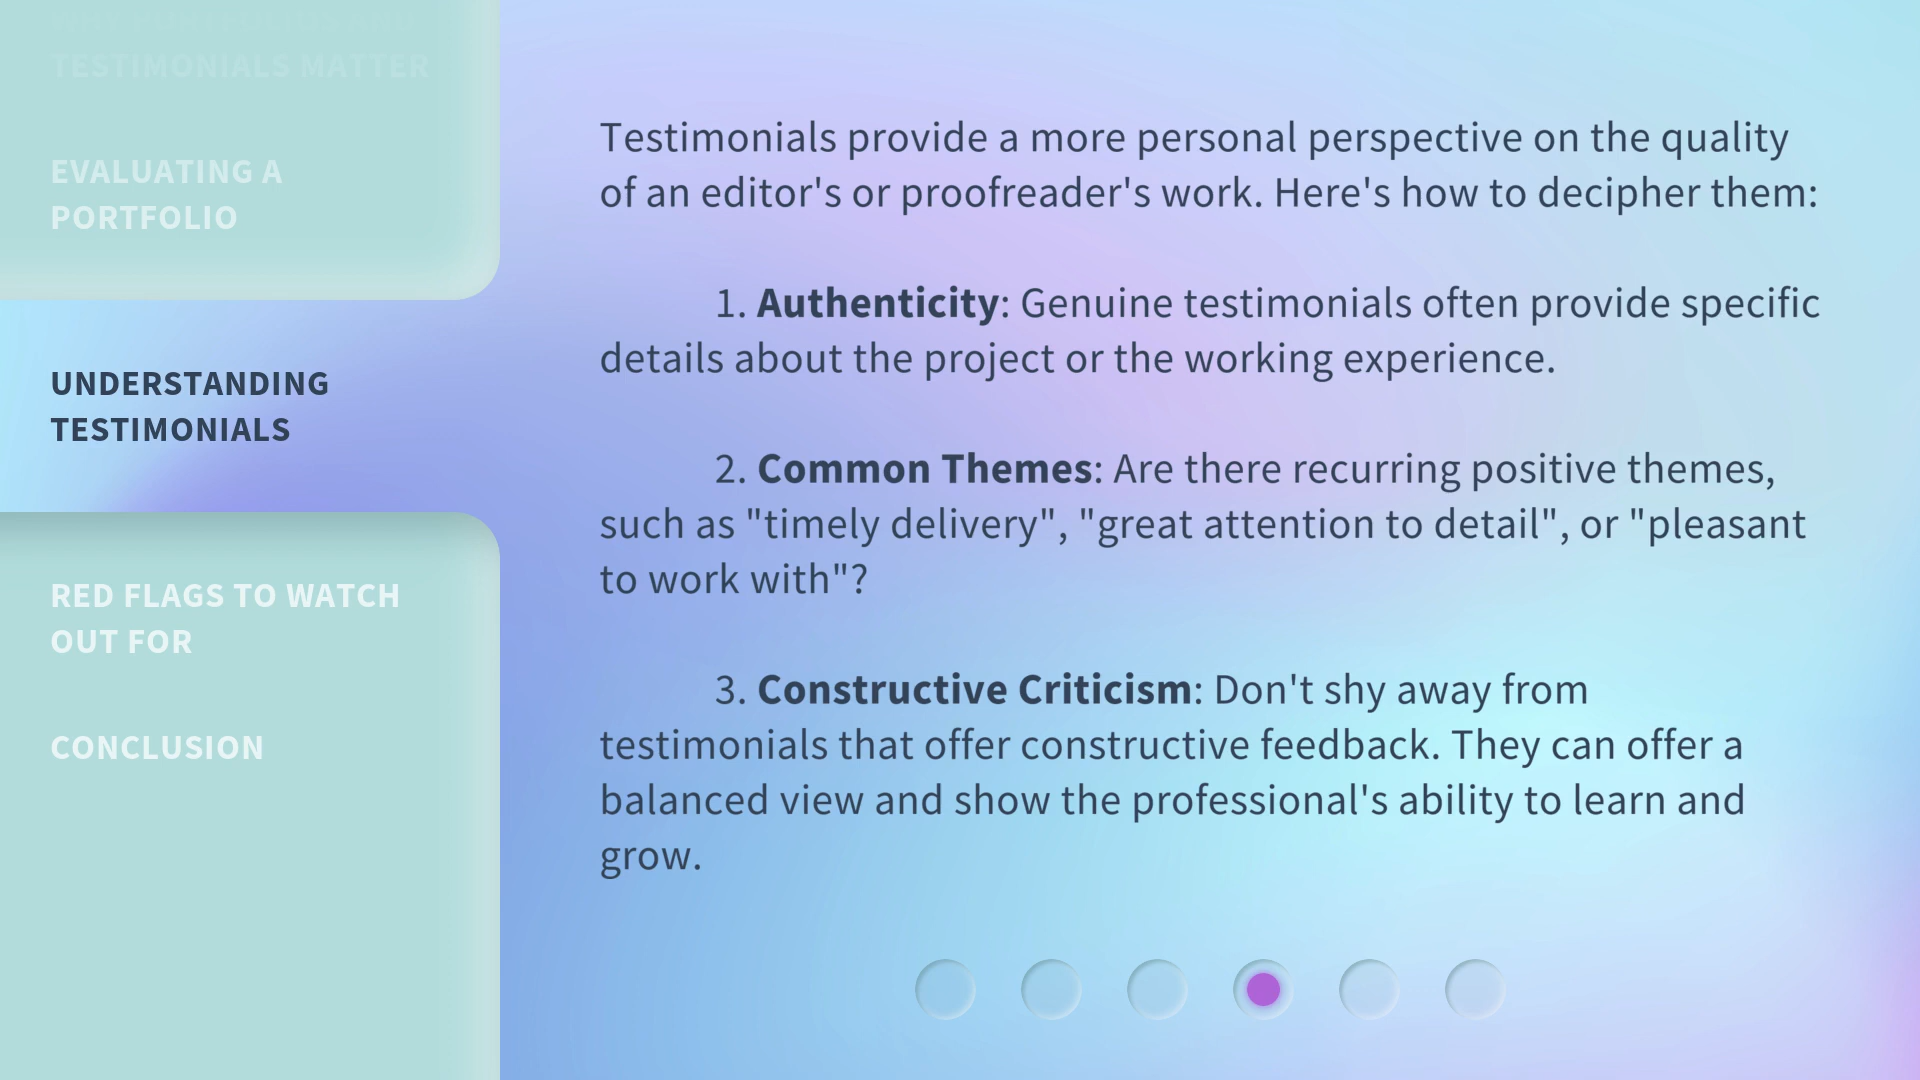 WHY PORTFOLIOS AND
TESTIMONIALS MATTER
EVALUATING A
PORTFOLIO
UNDERSTANDING
TESTIMONIALS
RED FLAGS TO WATCH
OUT FOR
CONCLUSION
Testimonials provide a more personal perspective on the quality
of an editor's or proofreader's work. Here's how to decipher them:
1. Authenticity: Genuine testimonials often provide specific
details about the project or the working experience.
2. Common Themes: Are there recurring positive themes,
such as "timely delivery", "great attention to detail", or "pleasant
to work with"?
3. Constructive Criticism: Don't shy away from
testimonials that offer constructive feedback. They can offer a
balanced view and show the professional's ability to learn and
grow.